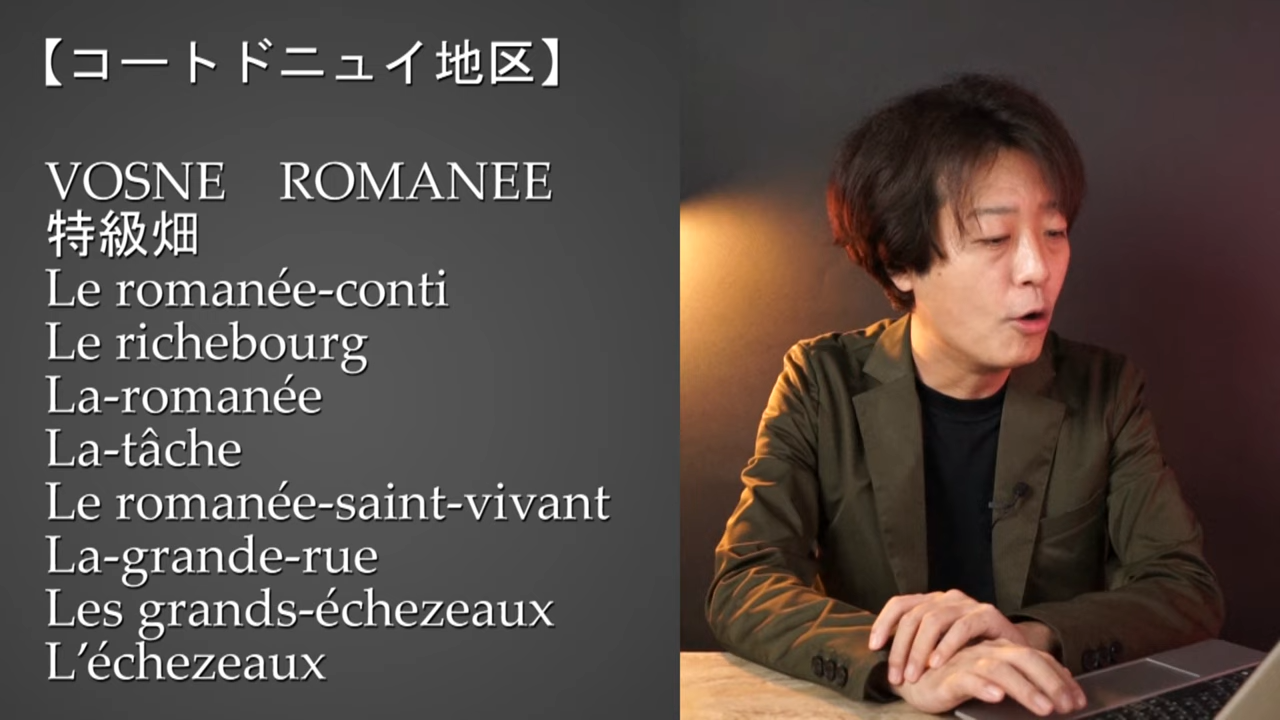 【コートドニュイ地区】
VOSNE　ROMANEE
特級畑
Le romanée-conti
Le richebourg
La-romanée
La-tâche
Le romanée-saint-vivant
La-grande-rue
Les grands-échezeaux
L’échezeaux